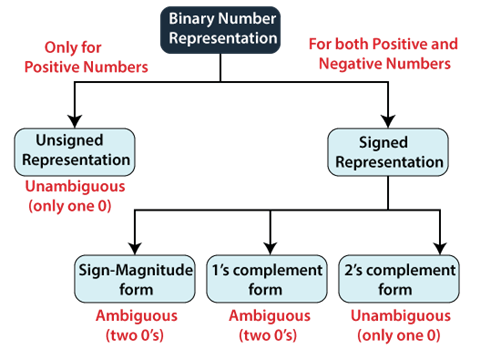 Binary Number
Representation
Only for
Positive Numbers
For both Positive and
Negative Numbers
Unsigned
Representation
Unambiguous
(only one 0)
Signed
Representation
Sign-Magnitude
form
Ambiguous
(two 0's)
1's complement
form
Ambiguous
(two 0's)
2's complement
form
Unambiguous
(only one 0)